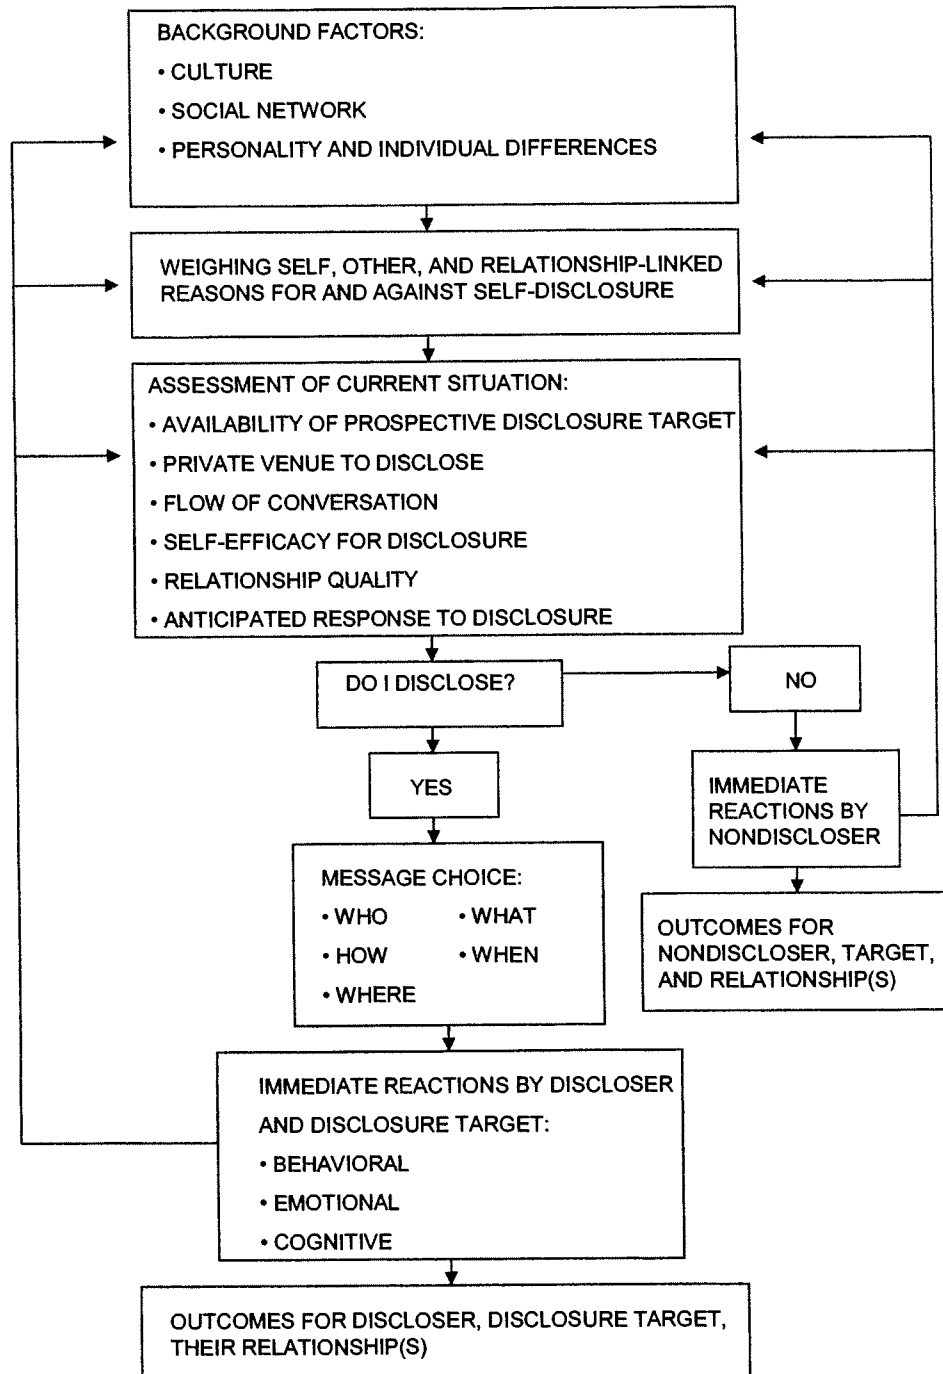 BACKGROUND FACTORS:
• CULTURE
• SOCIAL NETWORK
• PERSONALITY AND INDIVIDUAL DIFFERENCES
WEIGHING SELF, OTHER, AND RELATIONSHIP-LINKED
REASONS FOR AND AGAINST SELF-DISCLOSURE
ASSESSMENT OF CURRENT SITUATION:
• AVAILABILITY OF PROSPECTIVE DISCLOSURE TARGET
• PRIVATE VENUE TO DISCLOSE
• FLOW OF CONVERSATION
• SELF-EFFICACY FOR DISCLOSURE
• RELATIONSHIP QUALITY
• ANTICIPATED RESPONSE TO DISCLOSURE
DO I DISCLOSE?
NO
YES
IMMEDIATE
REACTIONS BY
NONDISCLOSER
MESSAGE CHOICE:
• WHO • WHAT
• HOW • WHEN
• WHERE
OUTCOMES FOR
NONDISCLOSER, TARGET,
AND RELATIONSHIP(S)
IMMEDIATE REACTIONS BY DISCLOSER
AND DISCLOSURE TARGET:
• BEHAVIORAL
• EMOTIONAL
• COGNITIVE
OUTCOMES FOR DISCLOSER, DISCLOSURE TARGET,
THEIR RELATIONSHIP(S)